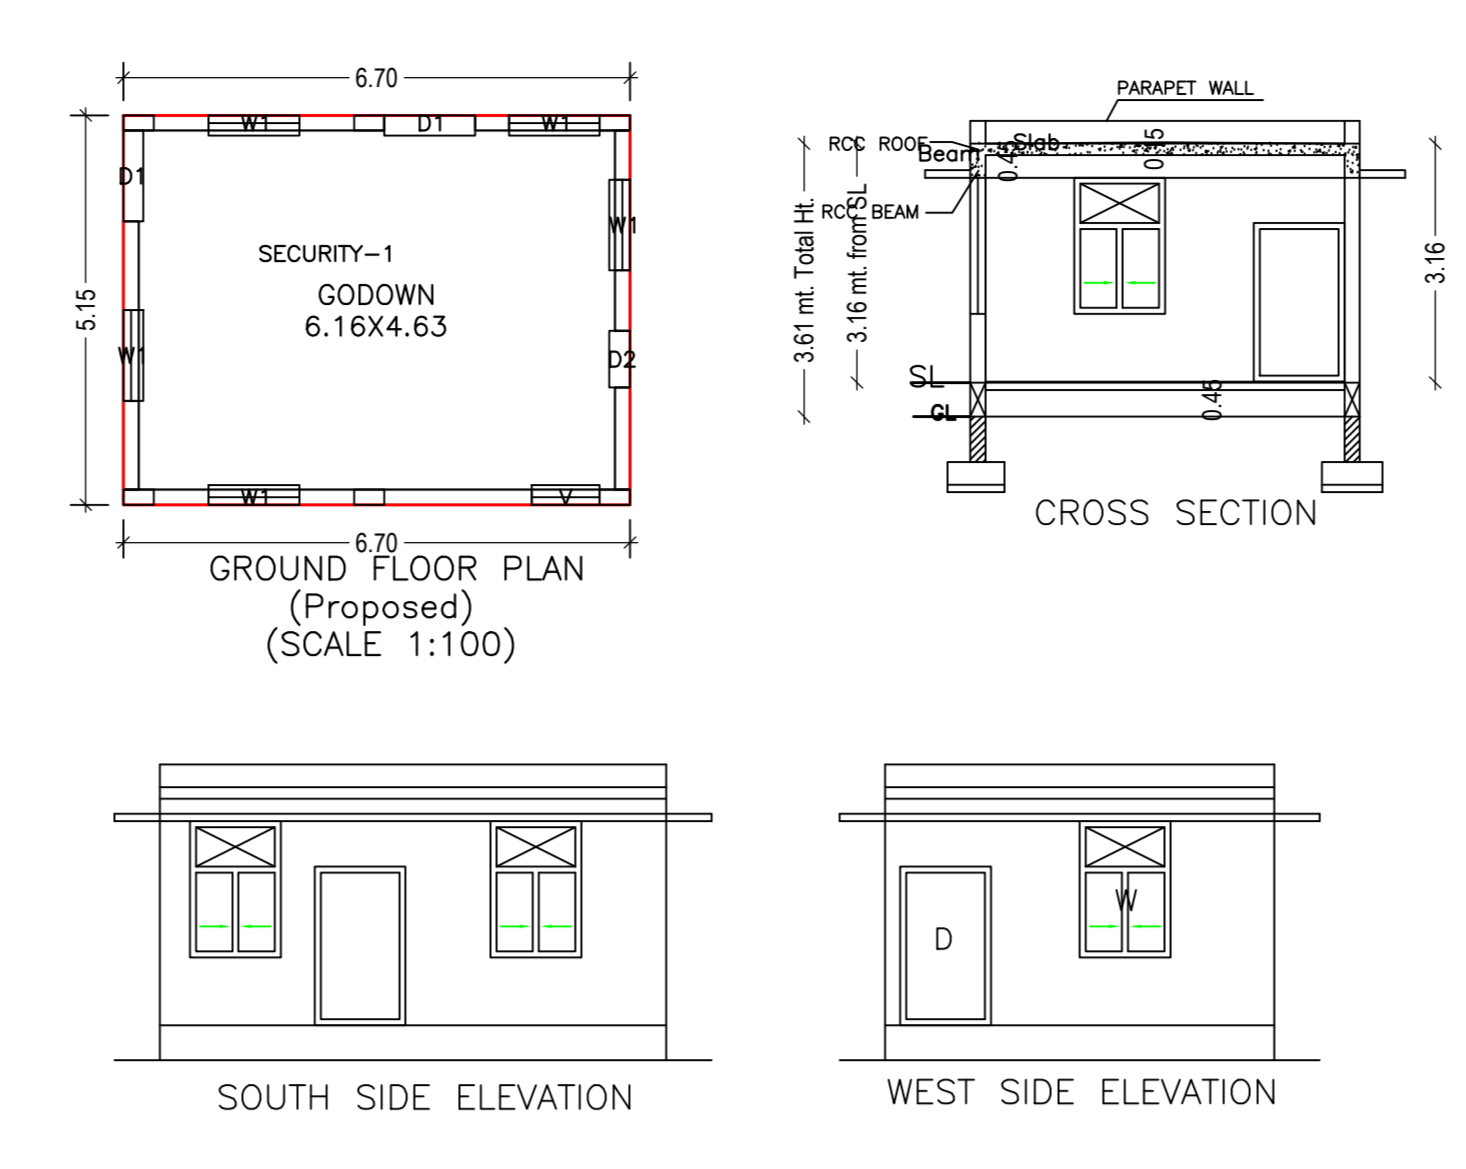 6.70
W1
D1
W1
D1
5.15
W1
SECURITY-1
GODOWN
6.16X4.63
W1
D2
W1
V
6.70
GROUND FLOOR PLAN
(Proposed)
(SCALE 1:100)
PARAPET WALL
RCC ROOF
Slab
Beam
0.15
RCC BEAM
3.61 mt. Total Ht.
3.16 mt. from SL
3.16
SL
GL
0.45
CROSS SECTION
SOUTH SIDE ELEVATION
W
D
WEST SIDE ELEVATION